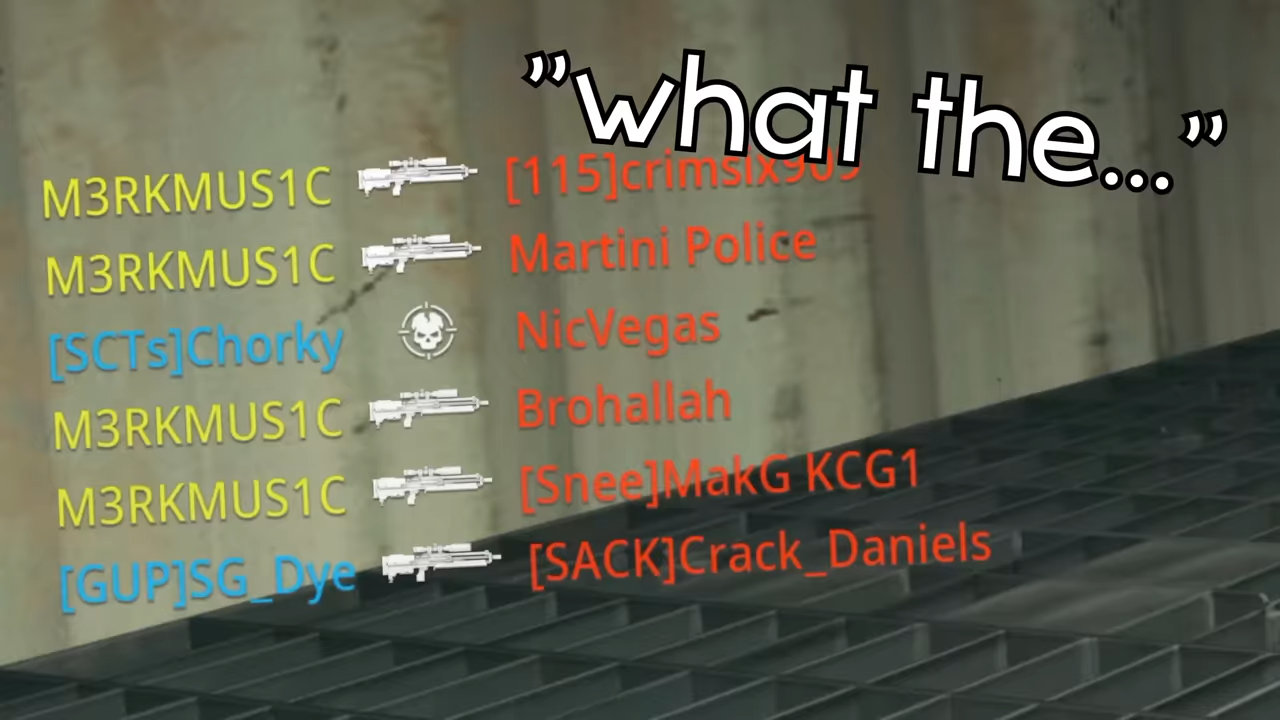 ”what the...”
M3RKMUS1C [115]crimsix909
M3RKMUS1C Martini Police
[SCTs]Chorky NicVegas
M3RKMUS1C Brohallah
M3RKMUS1C [Snee]MakG KCG1
[GUP]SG_Dye [SACK]Crack_Daniels